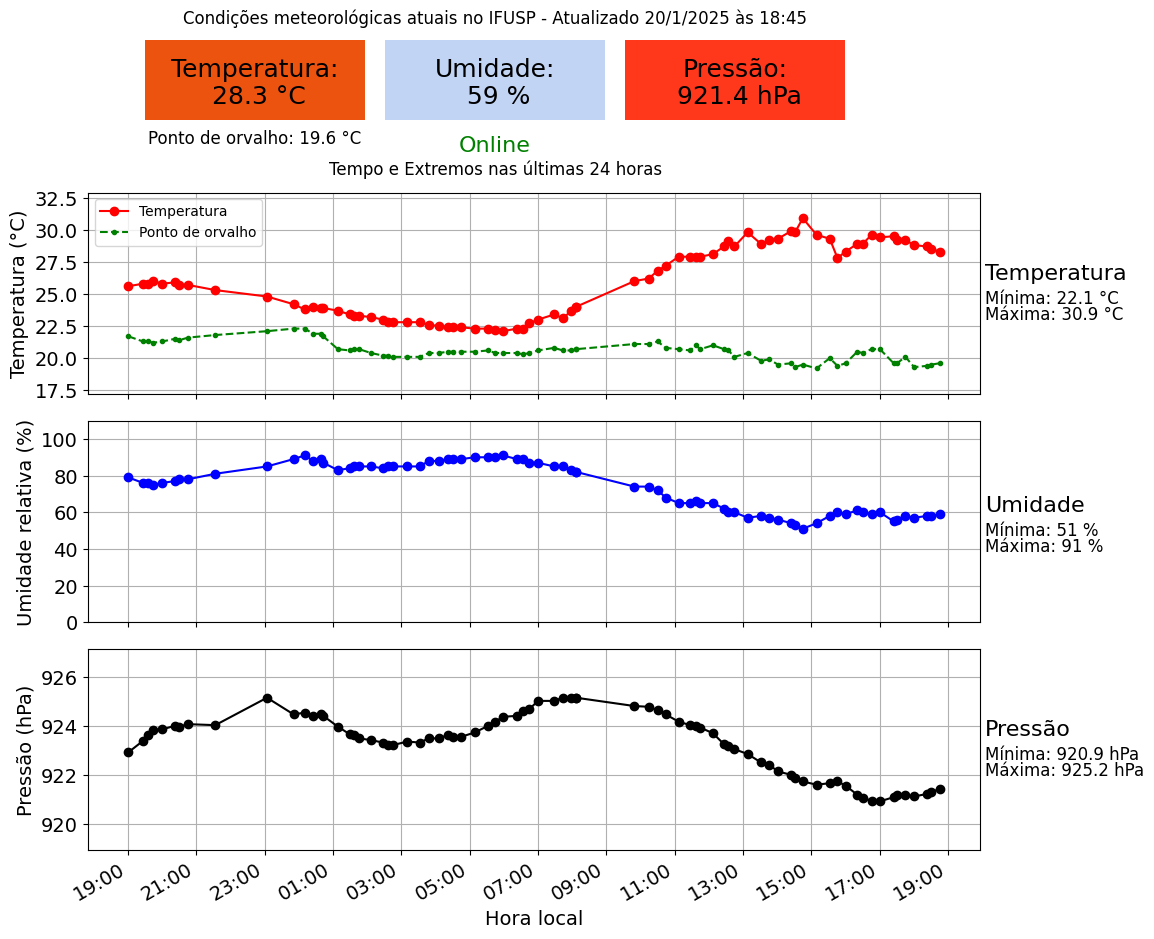 Condições meteorológicas atuais no IFUSP - Atualizado 20/1/2025 às 18:45
Temperatura:
28.3 °C
Umidade:
59 %
Pressão:
921.4 hPa
Ponto de orvalho: 19.6 °C
Online
Tempo e Extremos nas últimas 24 horas
Temperatura (°C)
32.5
30.0
27.5
25.0
22.5
20.0
17.5
Temperatura
Ponto de orvalho
Temperatura
Mínima: 22.1 °C
Máxima: 30.9 °C
Umidade relativa (%)
100
80
60
40
20
0
Umidade
Mínima: 51 %
Máxima: 91 %
Pressão (hPa)
926
924
922
920
Pressão
Mínima: 920.9 hPa
Máxima: 925.2 hPa
19:00
21:00
23:00
01:00
03:00
05:00
07:00
09:00
11:00
13:00
15:00
17:00
19:00
Hora local